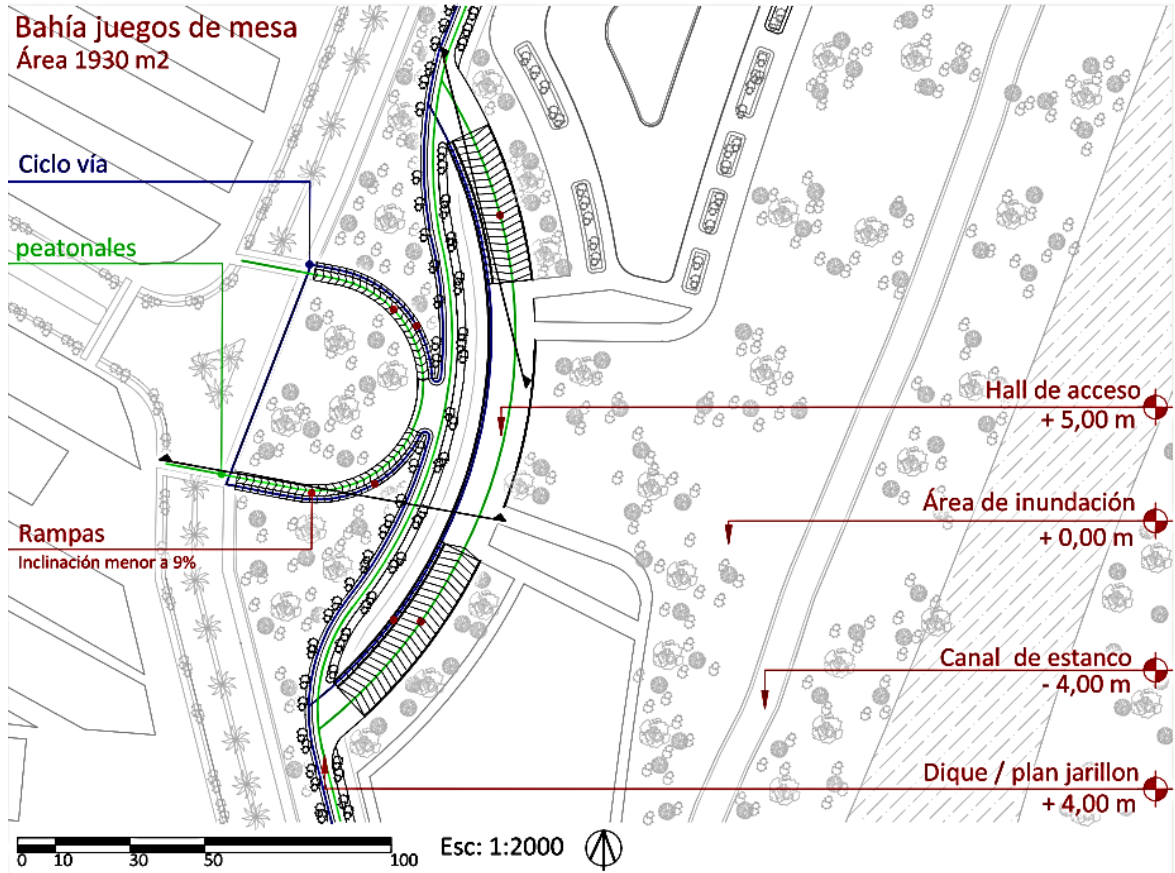 Bahía juegos de mesa
Área 1930 m2
Ciclo vía
peatonales
Hall de acceso
+ 5,00 m
Área de inundación
+ 0,00 m
Rampas
Inclinación menor a 9%
Canal de estanco
- 4,00 m
Dique / plan jarillon
+ 4,00 m
0 10 30 50 100
Esc: 1:2000